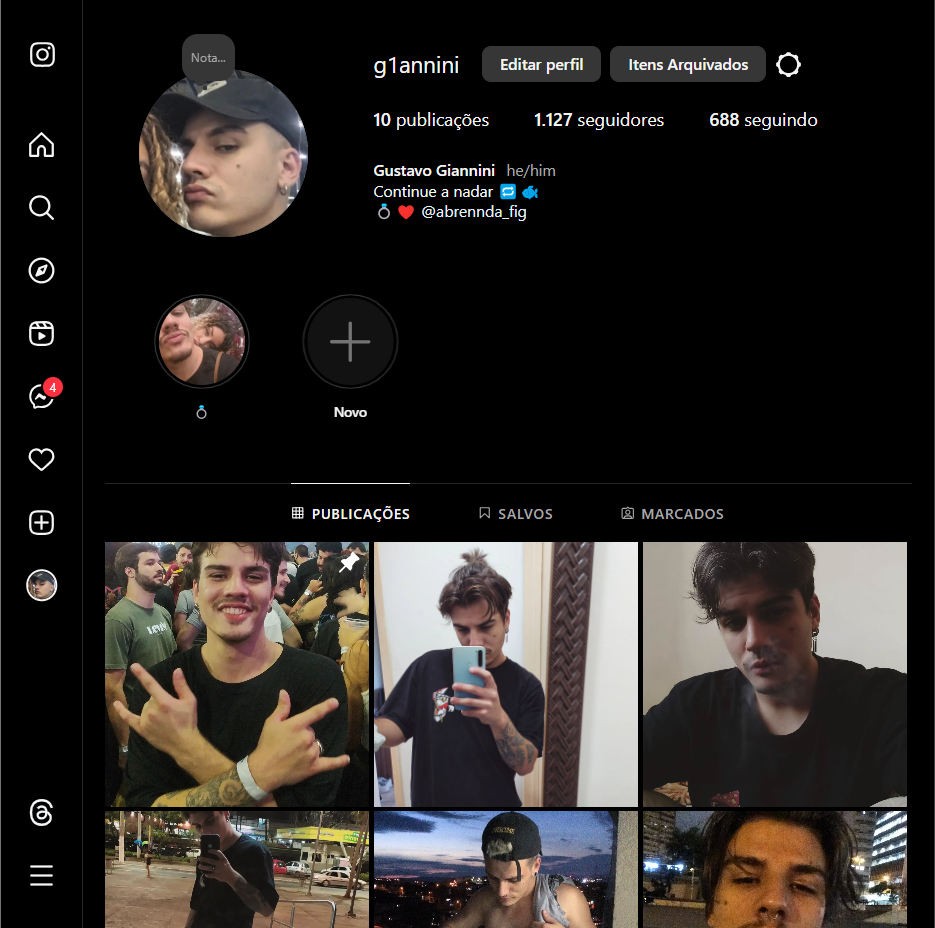 Nota...
g1annini
Editar perfil
Itens Arquivados
10 publicações
1.127 seguidores
688 seguindo
Gustavo Giannini he/him
Continue a nadar 🔁 🐟
💍 ❤️ @abrennda_fig
4
💍
Novo
PUBLICAÇÕES
SALVOS
MARCADOS